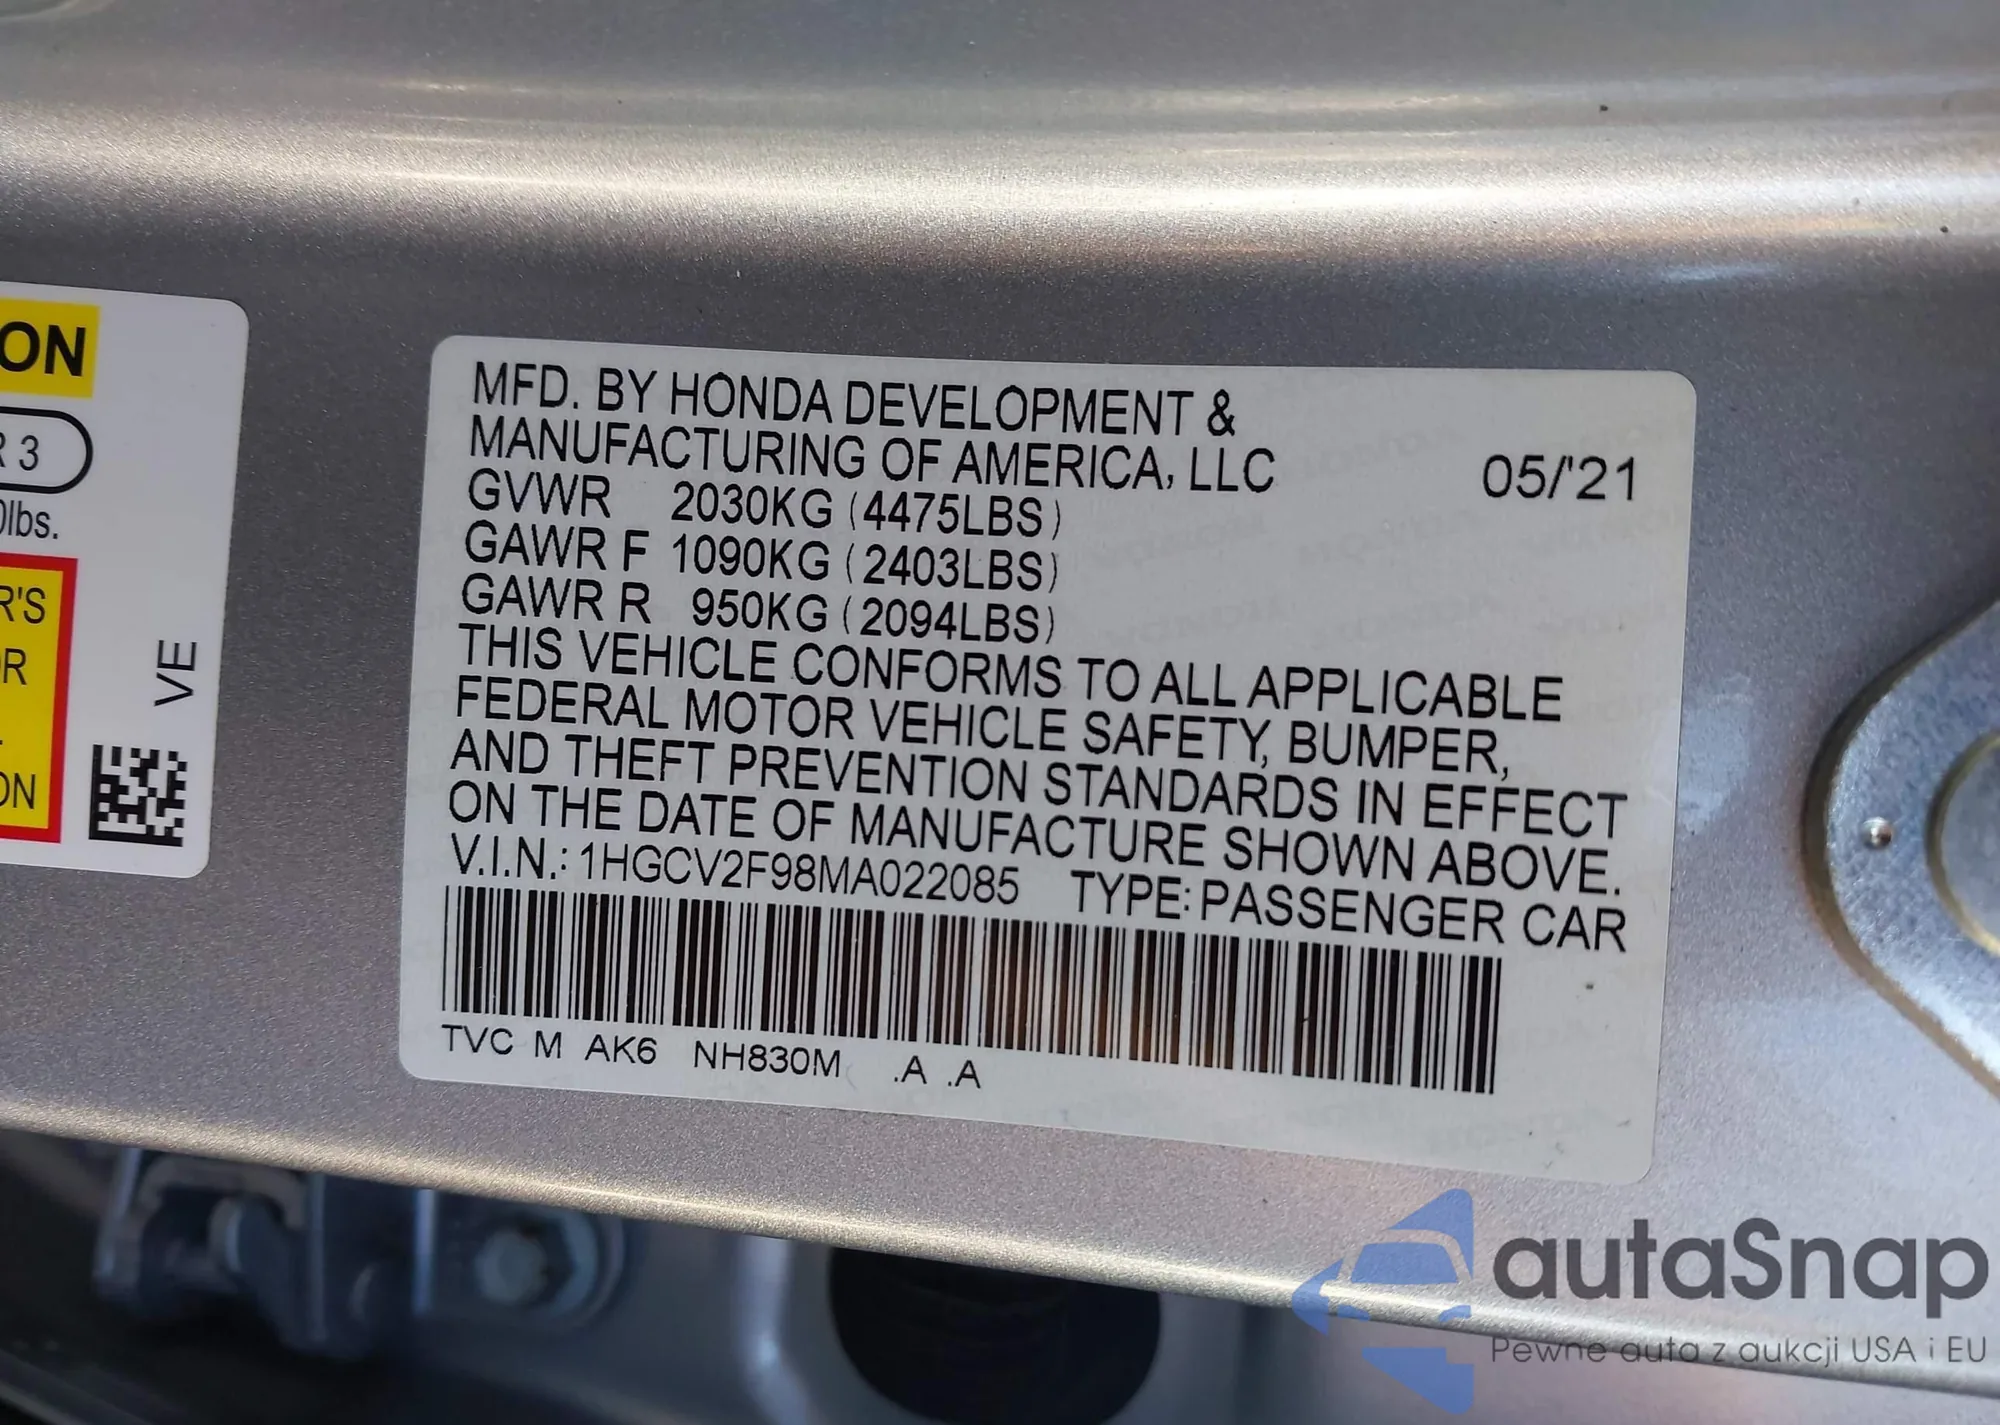 ON
R 3
0lbs.
R'S
OR
ON
VE
MFD. BY HONDA DEVELOPMENT &
MANUFACTURING OF AMERICA, LLC
05/'21
GVWR 2030KG (4475LBS)
GAWR F 1090KG (2403LBS)
GAWR R 950KG (2094LBS)
THIS VEHICLE CONFORMS TO ALL APPLICABLE
FEDERAL MOTOR VEHICLE SAFETY, BUMPER,
AND THEFT PREVENTION STANDARDS IN EFFECT
ON THE DATE OF MANUFACTURE SHOWN ABOVE.
V.I.N.: 1HGCV2F98MA022085 TYPE: PASSENGER CAR
TVC M AK6 NH830M .A .A
autaSnap
Pewne auta z aukcji USA i EU